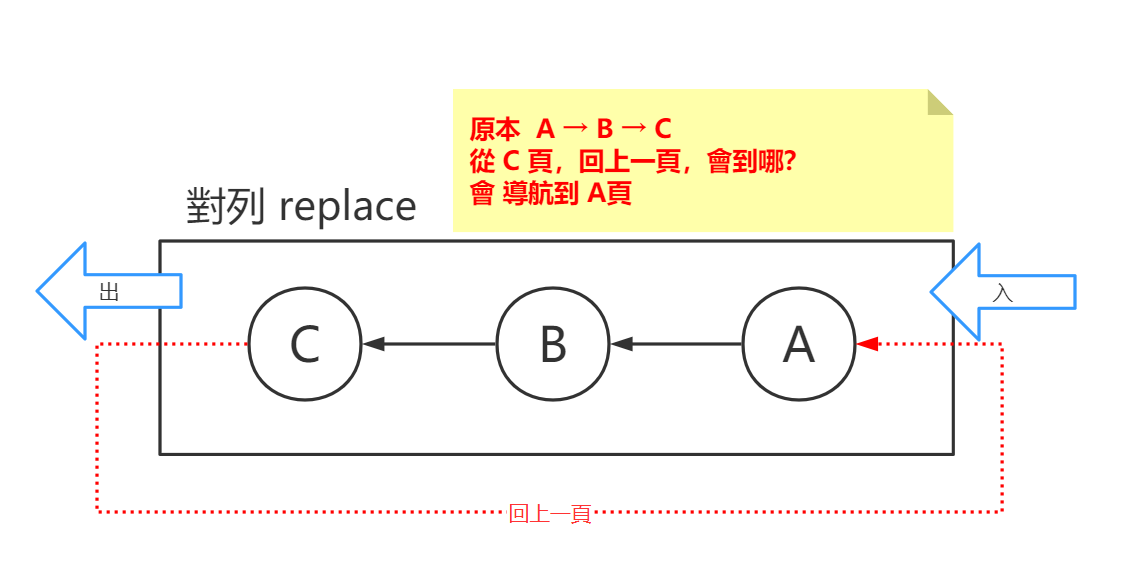 原本 A → B → C
從 C 頁，回上一頁，會到哪?
會 導航到 A頁
對列 replace
出
入
C
B
A
回上一頁